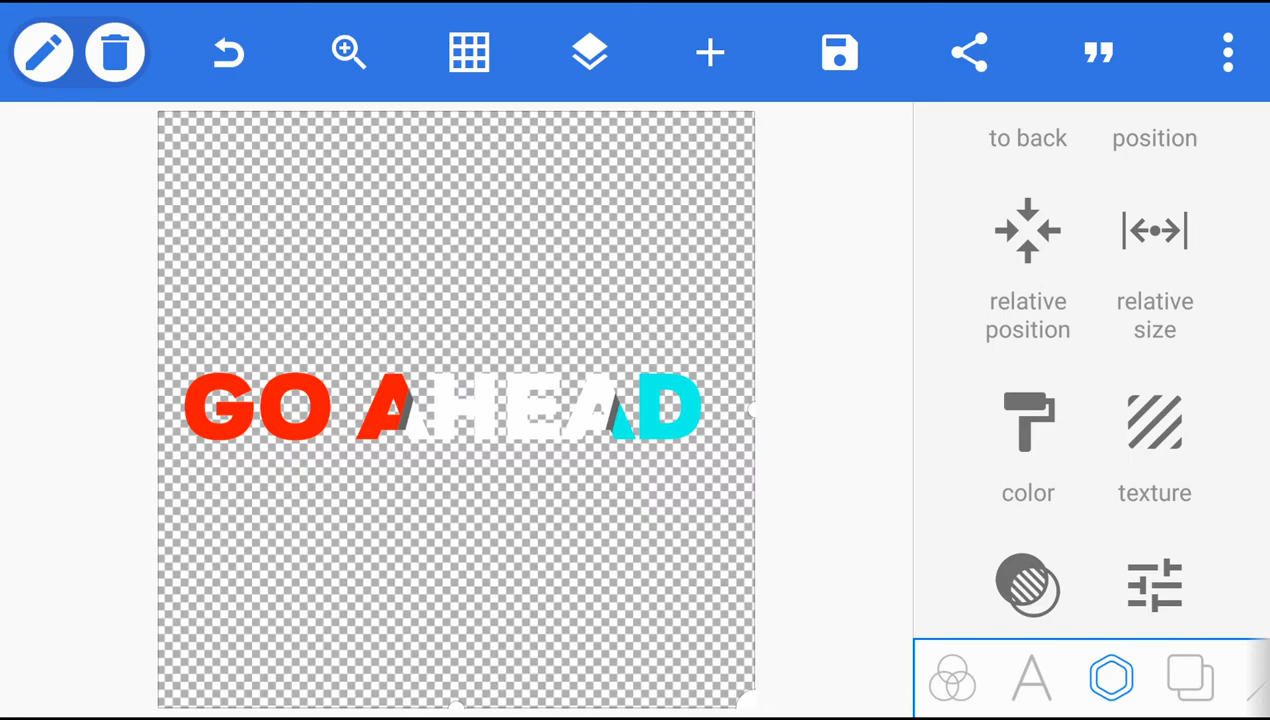 to back
position
relative
position
relative
size
GO AHEAD
color
texture